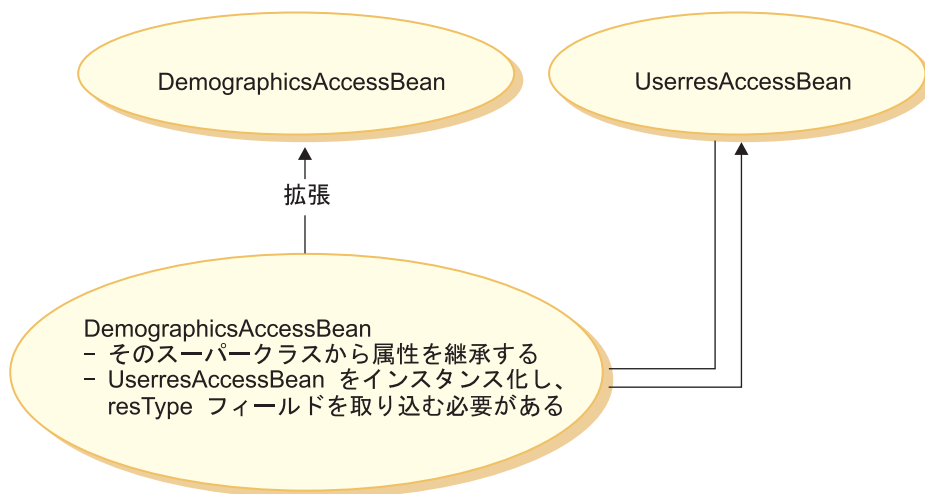 DemographicsAccessBean
UserresAccessBean
拡張
DemographicsAccessBean
- そのスーパークラスから属性を継承する
- UserresAccessBean をインスタンス化し、
resType フィールドを取り込む必要がある